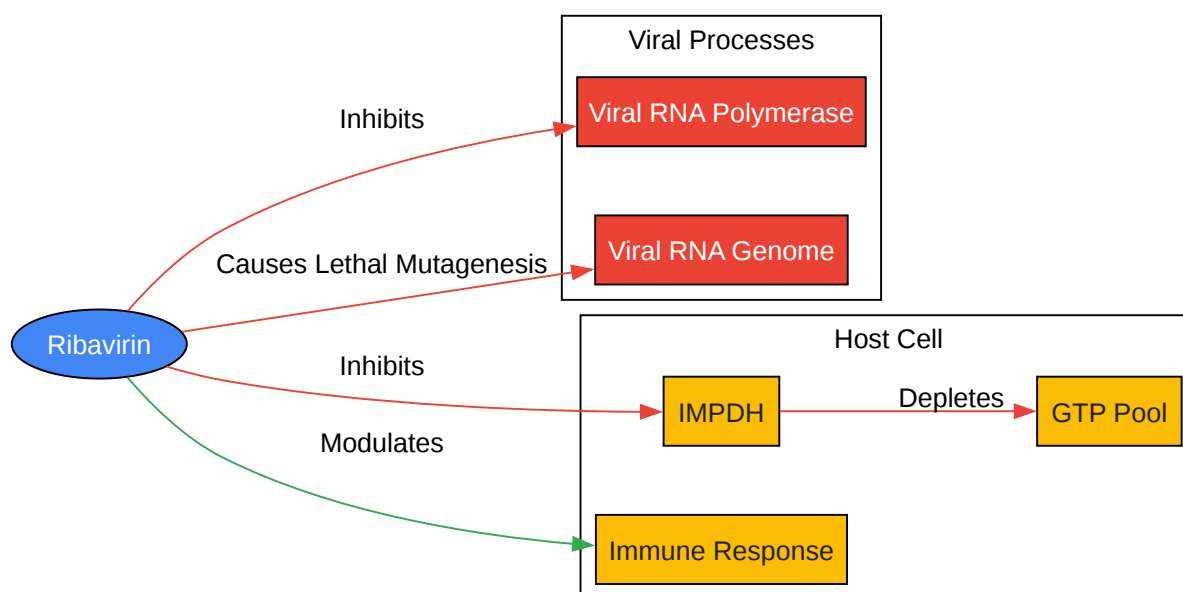 Viral Processes
Viral RNA Polymerase
Inhibits
Viral RNA Genome
Causes Lethal Mutagenesis
Ribavirin
Host Cell
Inhibits
IMPDH
Depletes
GTP Pool
Modulates
Immune Response